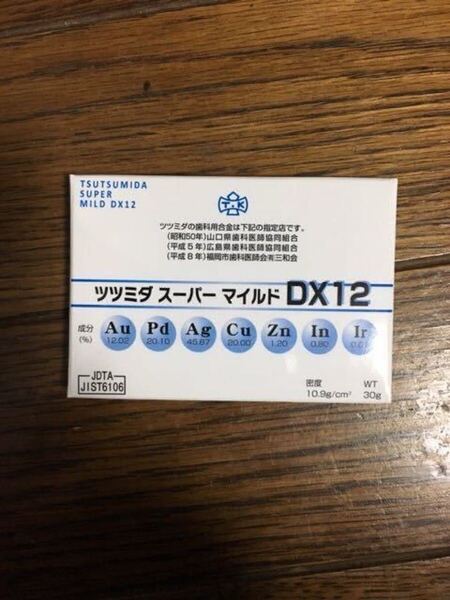 TSUTSUMIDA
SUPER
MILD DX12
T K
ツツミダの歯科用合金は下記の指定店です。
(昭和50年)山口県歯科医師協同組合
(平成5年)広島県歯科医師協同組合
(平成8年)福岡市歯科医師会㈲三和会
ツツミダ スーパー マイルド DX12
成分 Au Pd Ag Cu Zn In Ir
(%) 12.02 20.10 45.87 20.00 1.20 0.80 0.01
JDTA
JIST6106
密度 WT
10.9g/cm³ 30g